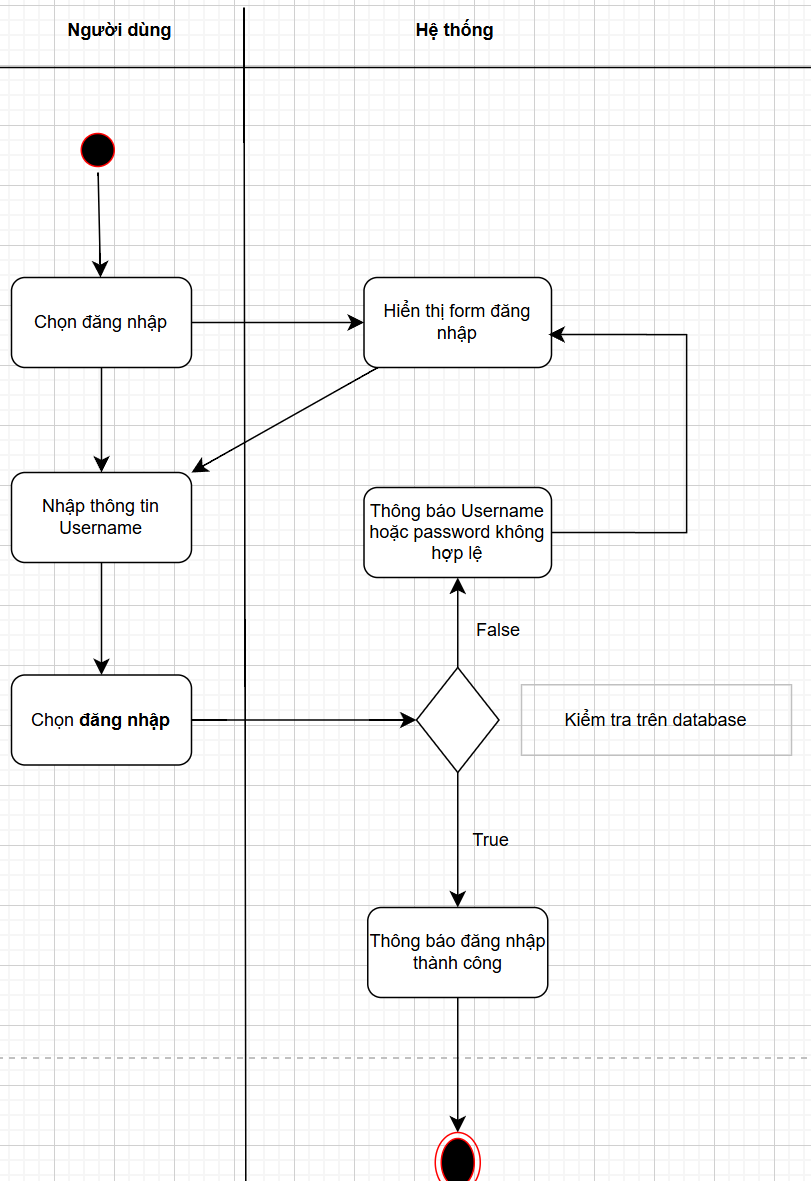 Người dùng
Hệ thống
Chọn đăng nhập
Hiển thị form đăng
nhập
Nhập thông tin
Username
Thông báo Username
hoặc password không
hợp lệ
False
Chọn đăng nhập
Kiểm tra trên database
True
Thông báo đăng nhập
thành công